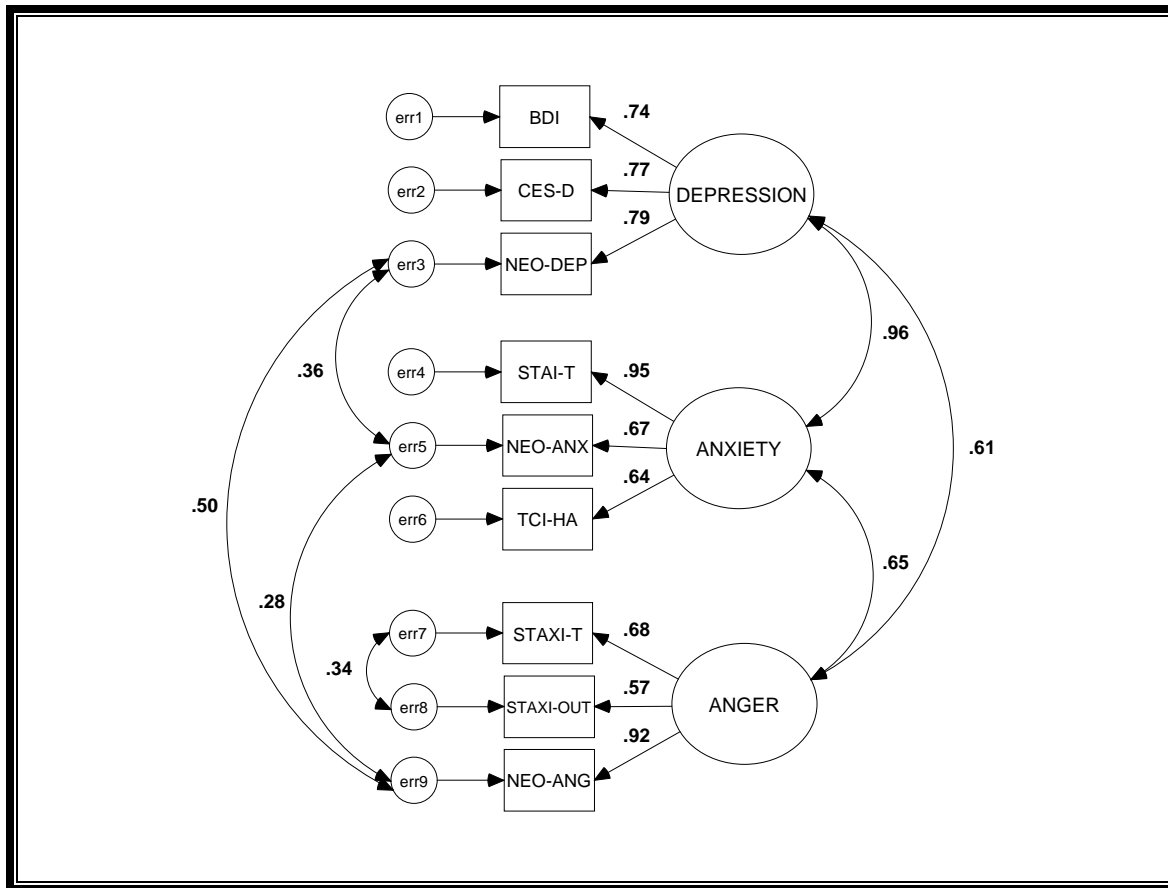 err1
BDI
.74
err2
CES-D
.77
DEPRESSION
err3
NEO-DEP
.79
.96
.36
err4
STAI-T
.95
err5
NEO-ANX
.67
ANXIETY
.61
err6
TCI-HA
.64
.50
.65
.28
err7
STAXI-T
.68
.34
err8
STAXI-OUT
.57
ANGER
err9
NEO-ANG
.92